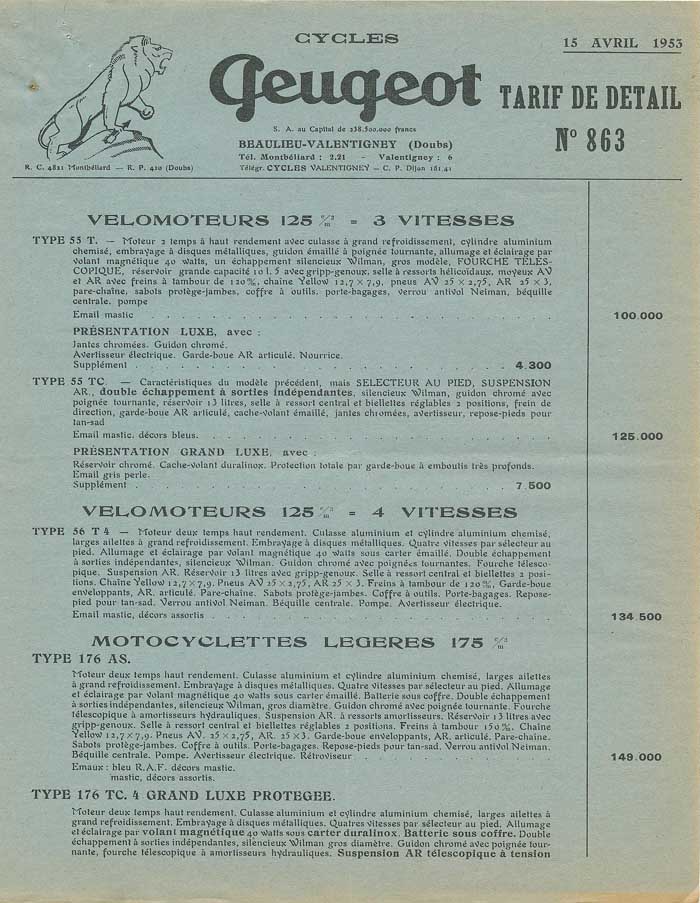 CYCLES
Peugeot
15 AVRIL 1953
TARIF DE DETAIL
N° 863
S. A. au Capital de 238.500.000 francs
BEAULIEU-VALENTIGNEY (Doubs)
Tél. Montbéliard : 2.21 - Valentigney : 6
Télégr. CYCLES VALENTIGNEY — C. P. Dijon 181.41
R. C. 4821 Montbéliard — R. P. 420 (Doubs)
VELOMOTEURS 125 c/m3 = 3 VITESSES
TYPE 55 T. — Moteur 2 temps à haut rendement avec culasse à grand refroidissement, cylindre aluminium
chemisé, embrayage à disques métalliques, guidon émaillé à poignée tournante, allumage et éclairage par
volant magnétique 40 watts, un échappement silencieux Wilman, gros modèle, FOURCHE TÉLES-
COPIQUE, réservoir grande capacité 10 l. 5 avec gripp-genoux, selle à ressorts hélicoïdaux, moyeux AV
et AR avec freins à tambour de 120 %, chaine Yellow 12,7 × 7,9, pneus AV 25 × 2,75, AR 25 × 3,
pare-chaîne, sabots protège-jambes, coffre à outils, porte-bagages, verrou antivol Neiman, béquille
centrale, pompe
Email mastic . . . . . . . . . . 100.000
PRÉSENTATION LUXE, avec :
Jantes chromées. Guidon chromé.
Avertisseur électrique. Garde-boue AR articulé. Nourrice.
Supplément . . . . . . . . . . 4.300
TYPE 55 TC — Caractéristiques du modèle précédent, mais SELECTEUR AU PIED, SUSPENSION
AR., double échappement à sorties indépendantes, silencieux Wilman, guidon chromé avec
poignée tournante, réservoir 13 litres, selle à ressort central et biellettes réglables 2 positions, frein de
direction, garde-boue AR articulé, cache-volant émaillé, jantes chromées, avertisseur, repose-pieds pour
tan-sad
Email mastic, décors bleus. . . . . . . . . . 125.000
PRÉSENTATION GRAND LUXE, avec :
Réservoir chromé. Cache-volant duralinox. Protection totale par garde-boue à emboutis très profonds.
Email gris perle.
Supplément . . . . . . . . . . 7.500
VELOMOTEURS 125 c/m3 = 4 VITESSES
TYPE 56 T 4 — Moteur deux temps haut rendement. Culasse aluminium et cylindre aluminium chemisé,
larges ailettes à grand refroidissement. Embrayage à disques métalliques. Quatre vitesses par sélecteur au
pied. Allumage et éclairage par volant magnétique 40 watts sous carter émaillé. Double échappement
à sorties indépendantes, silencieux Wilman. Guidon chromé avec poignées tournantes. Fourche télesco-
pique. Suspension AR. Réservoir 13 litres avec gripp-genoux. Selle à ressort central et biellettes 2 posi-
tions. Chaîne Yellow 12,7 × 7,9. Pneus AV 25 × 2,75, AR 25 × 3. Freins à tambour de 120 %, Garde-boue
enveloppants, AR. articulé. Pare-chaîne. Sabots protège-jambes. Coffre à outils. Porte-bagages. Repose-
pied pour tan-sad. Verrou antivol Neiman. Béquille centrale. Pompe. Avertisseur électrique.
Email mastic, décors assortis . . . . . . . . . . 134.500
MOTOCYCLETTES LEGERES 175 c/m3
TYPE 176 AS.
Moteur deux temps haut rendement. Culasse aluminium et cylindre aluminium chemisé, larges ailettes
à grand refroidissement. Embrayage à disques métalliques. Quatre vitesses par sélecteur au pied. Allumage
et éclairage par volant magnétique 40 watts sous carter émaillé. Batterie sous coffre. Double échappement
à sorties indépendantes, silencieux Wilman, gros diamètre. Guidon chromé avec poignée tournante. Fourche
télescopique à amortisseurs hydrauliques. Suspension AR. à ressorts amortisseurs. Réservoir 13 litres avec
gripp-genoux. Selle à ressort central et biellettes réglables 2 positions. Freins à tambour 150 %. Chaine
Yellow 12,7 × 7,9. Pneus AV. 25 × 2,75, AR. 25 × 3. Garde-boue enveloppants, AR articulé. Pare-chaîne.
Sabots protège-jambes. Coffre à outils. Porte-bagages. Repose-pieds pour tan-sad. Verrou antivol Neiman.
Béquille centrale. Pompe. Avertisseur électrique. Rétroviseur . . . . . . . . . . 149.000
Emaux : bleu R.A.F. décors mastic.
mastic, décors assortis.
TYPE 176 TC. 4 GRAND LUXE PROTEGEE.
Moteur deux temps haut rendement. Culasse aluminium et cylindre aluminium chemisé, larges ailettes à
grand refroidissement. Embrayage à disques métalliques. Quatres vitesses par sélecteur au pied. Allumage
et éclairage par volant magnétique 40 watts sous carter duralinox. Batterie sous coffre. Double
échappement à sorties indépendantes, silencieux Wilman gros diamètre. Guidon chromé avec poignée tour-
nante, fourche télescopique à amortisseurs hydrauliques. Suspension AR télescopique à tension